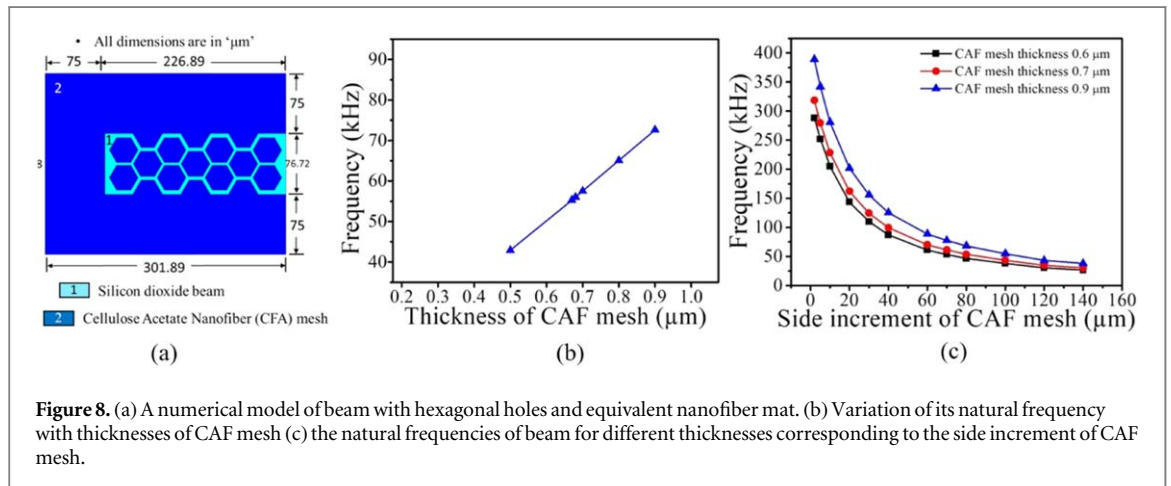 • All dimensions are in 'μm'
75
226.89
2
75
1
76.72
75
301.89
1 Silicon dioxide beam
2 Cellulose Acetate Nanofiber (CFA) mesh
(a)
90
80
70
60
50
40
Frequency (kHz)
0.2 0.3 0.4 0.5 0.6 0.7 0.8 0.9 1.0
Thickness of CAF mesh (μm)
(b)
400
350
300
250
200
150
100
50
0
Frequency (kHz)
CAF mesh thickness 0.6 μm
CAF mesh thickness 0.7 μm
CAF mesh thickness 0.9 μm
0 20 40 60 80 100 120 140 160
Side increment of CAF mesh (μm)
(c)
Figure 8. (a) A numerical model of beam with hexagonal holes and equivalent nanofiber mat. (b) Variation of its natural frequency
with thicknesses of CAF mesh (c) the natural frequencies of beam for different thicknesses corresponding to the side increment of CAF
mesh.